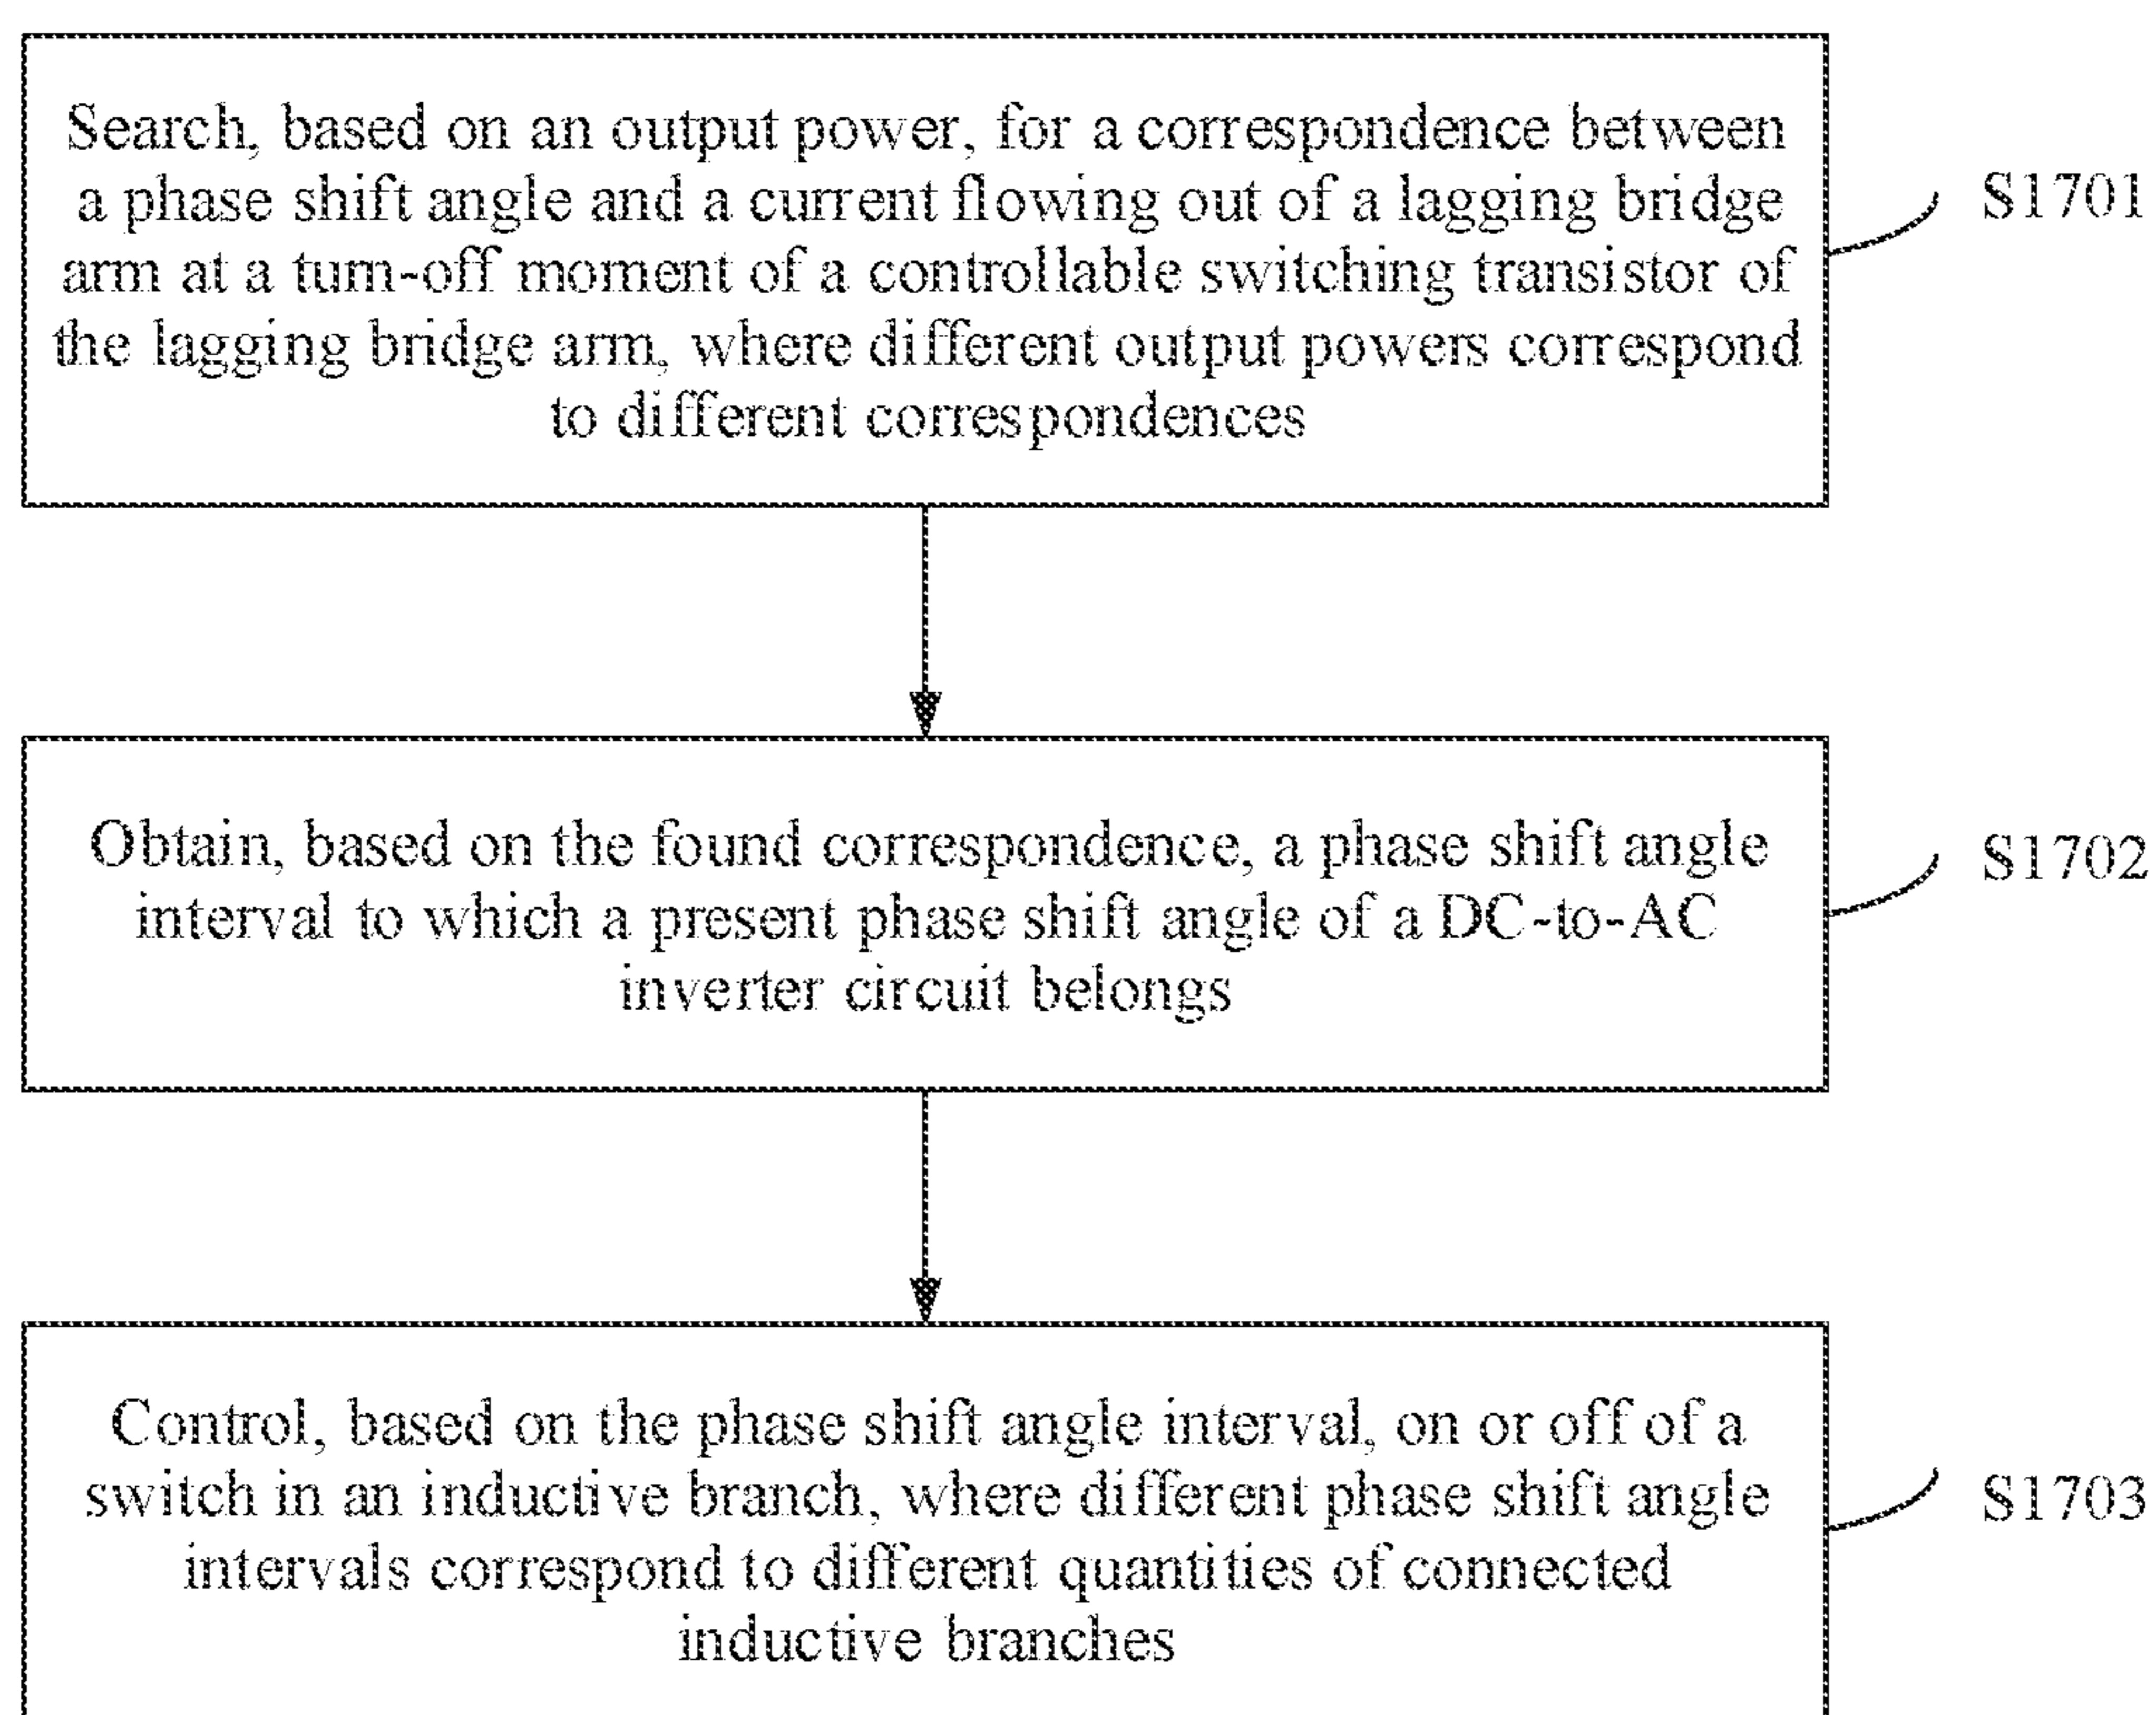 Search, based on an output power, for a correspondence between
a phase shift angle and a current flowing out of a lagging bridge
arm at a turn-off moment of a controllable switching transistor of
the lagging bridge arm, where different output powers correspond
to different correspondences
S1701
Obtain, based on the found correspondence, a phase shift angle
interval to which a present phase shift angle of a DC-to-AC
inverter circuit belongs
S1702
Control, based on the phase shift angle interval, on or off of a
switch in an inductive branch, where different phase shift angle
intervals correspond to different quantities of connected
inductive branches
S1703